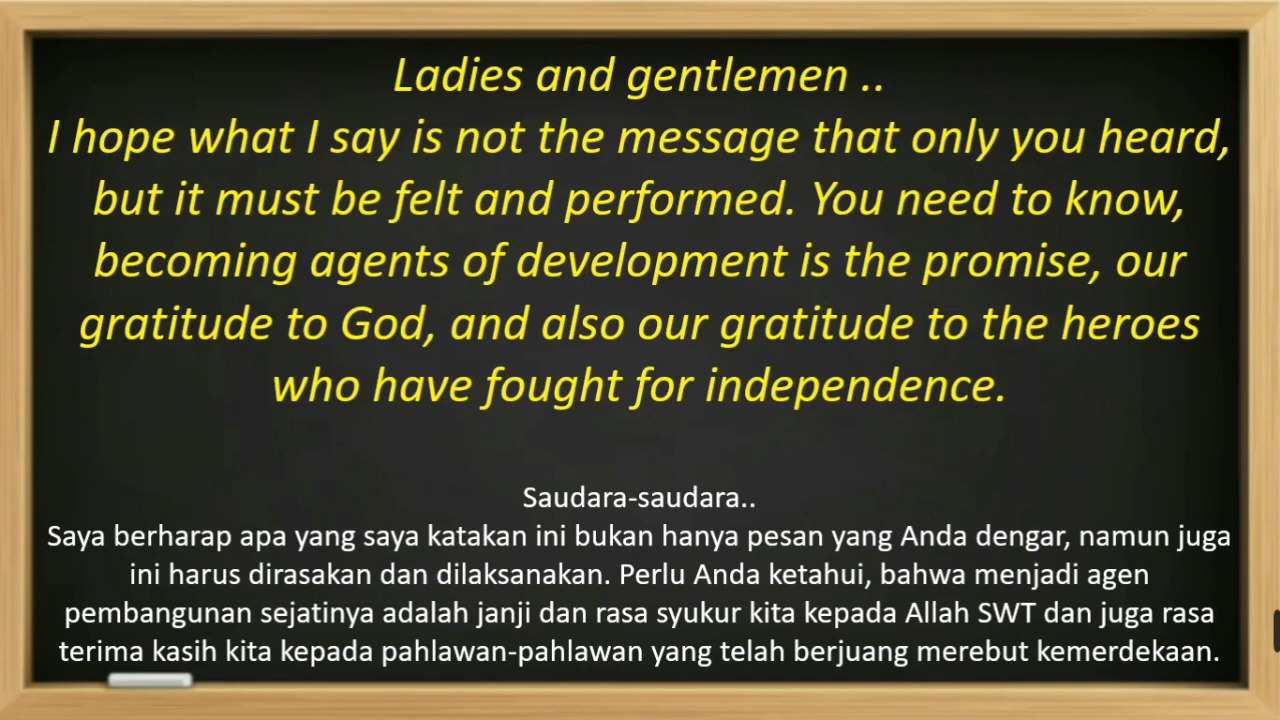 Ladies and gentlemen ..
I hope what I say is not the message that only you heard,
but it must be felt and performed. You need to know,
becoming agents of development is the promise, our
gratitude to God, and also our gratitude to the heroes
who have fought for independence.
Saudara-saudara..
Saya berharap apa yang saya katakan ini bukan hanya pesan yang Anda dengar, namun juga
ini harus dirasakan dan dilaksanakan. Perlu Anda ketahui, bahwa menjadi agen
pembangunan sejatinya adalah janji dan rasa syukur kita kepada Allah SWT dan juga rasa
terima kasih kita kepada pahlawan-pahlawan yang telah berjuang merebut kemerdekaan.